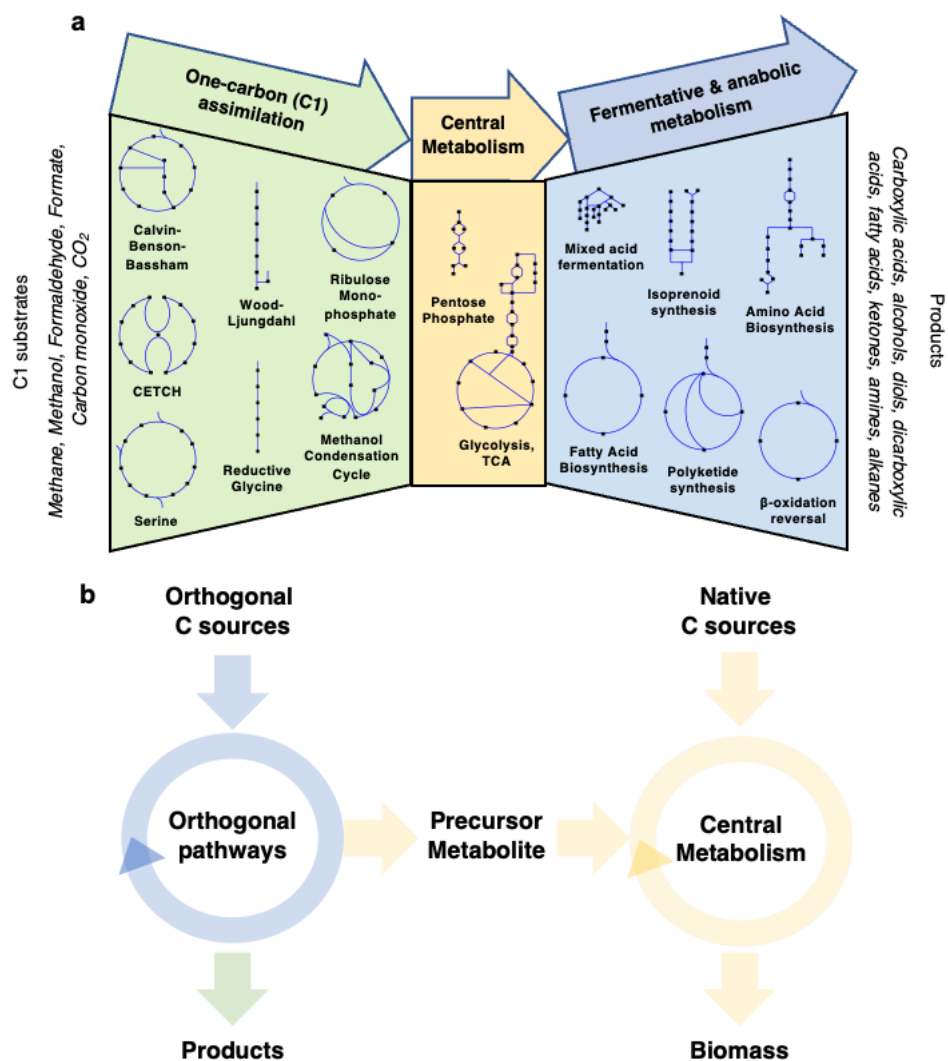 a
One-carbon (C1)
assimilation
Central
Metabolism
Fermentative & anabolic
metabolism
C1 substrates
Methane, Methanol, Formaldehyde, Formate,
Carbon monoxide, CO₂
Calvin-
Benson-
Bassham
Wood-
Ljungdahl
Ribulose
Mono-
phosphate
CETCH
Reductive
Glycine
Methanol
Condensation
Cycle
Serine
Pentose
Phosphate
Glycolysis,
TCA
Mixed acid
fermentation
Isoprenoid
synthesis
Amino Acid
Biosynthesis
Fatty Acid
Biosynthesis
Polyketide
synthesis
β-oxidation
reversal
Carboxylic acids, alcohols, diols, dicarboxylic
acids, fatty acids, ketones, amines, alkanes
Products
b
Orthogonal
C sources
Native
C sources
Orthogonal
pathways
Precursor
Metabolite
Central
Metabolism
Products
Biomass